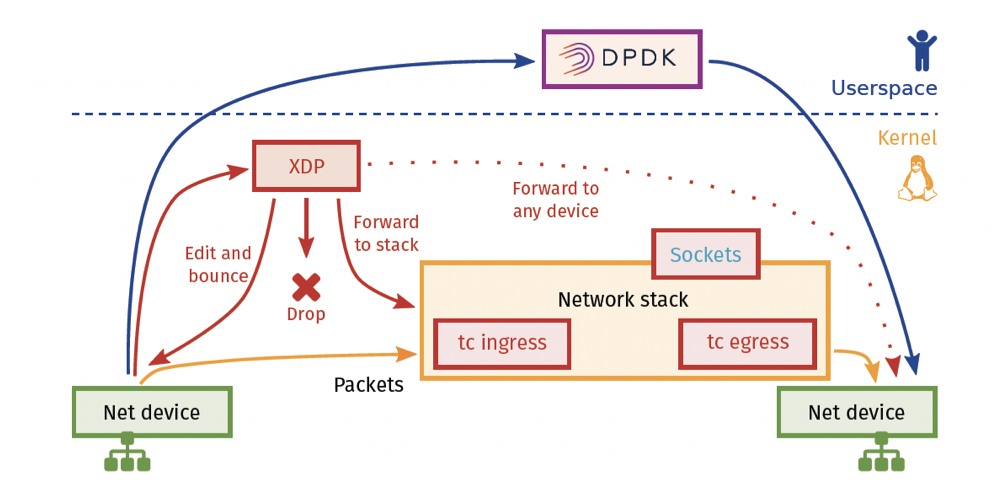 DPDK
Userspace
Kernel
XDP
Forward to
any device
Forward
to stack
Edit and
bounce
Drop
Sockets
Network stack
tc ingress
tc egress
Packets
Net device
Net device